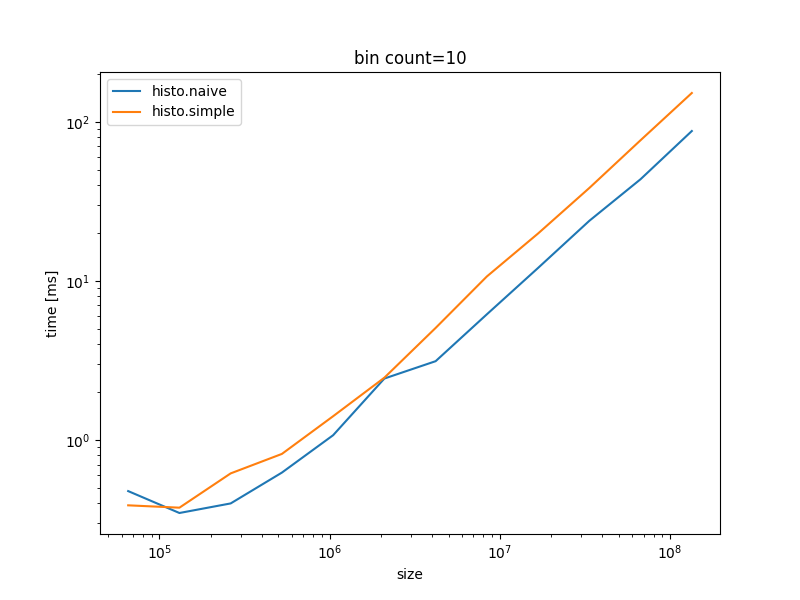 bin count=10
histo.naive
histo.simple
time [ms]
10²
10¹
10⁰
10⁵
10⁶
10⁷
10⁸
size